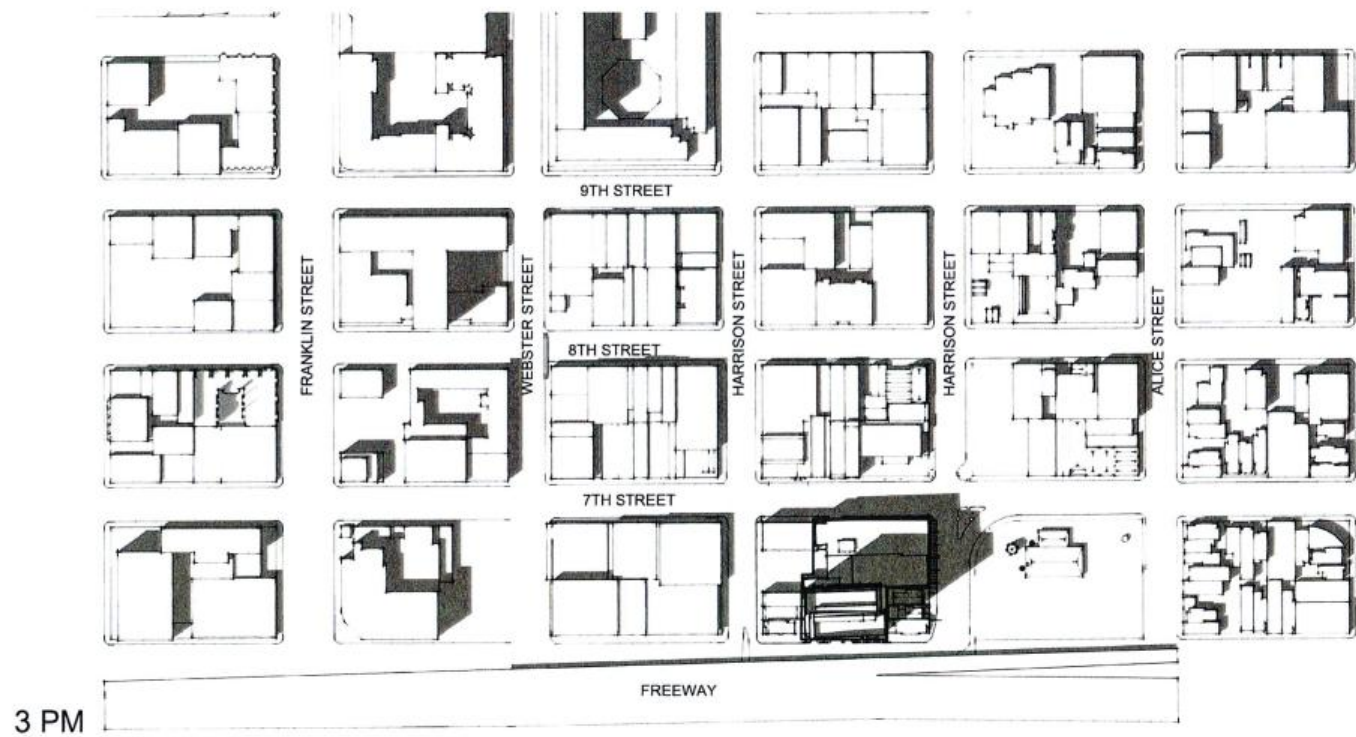 9TH STREET
FRANKLIN STREET
WEBSTER STREET
HARRISON STREET
HARRISON STREET
ALICE STREET
8TH STREET
7TH STREET
FREEWAY
3 PM